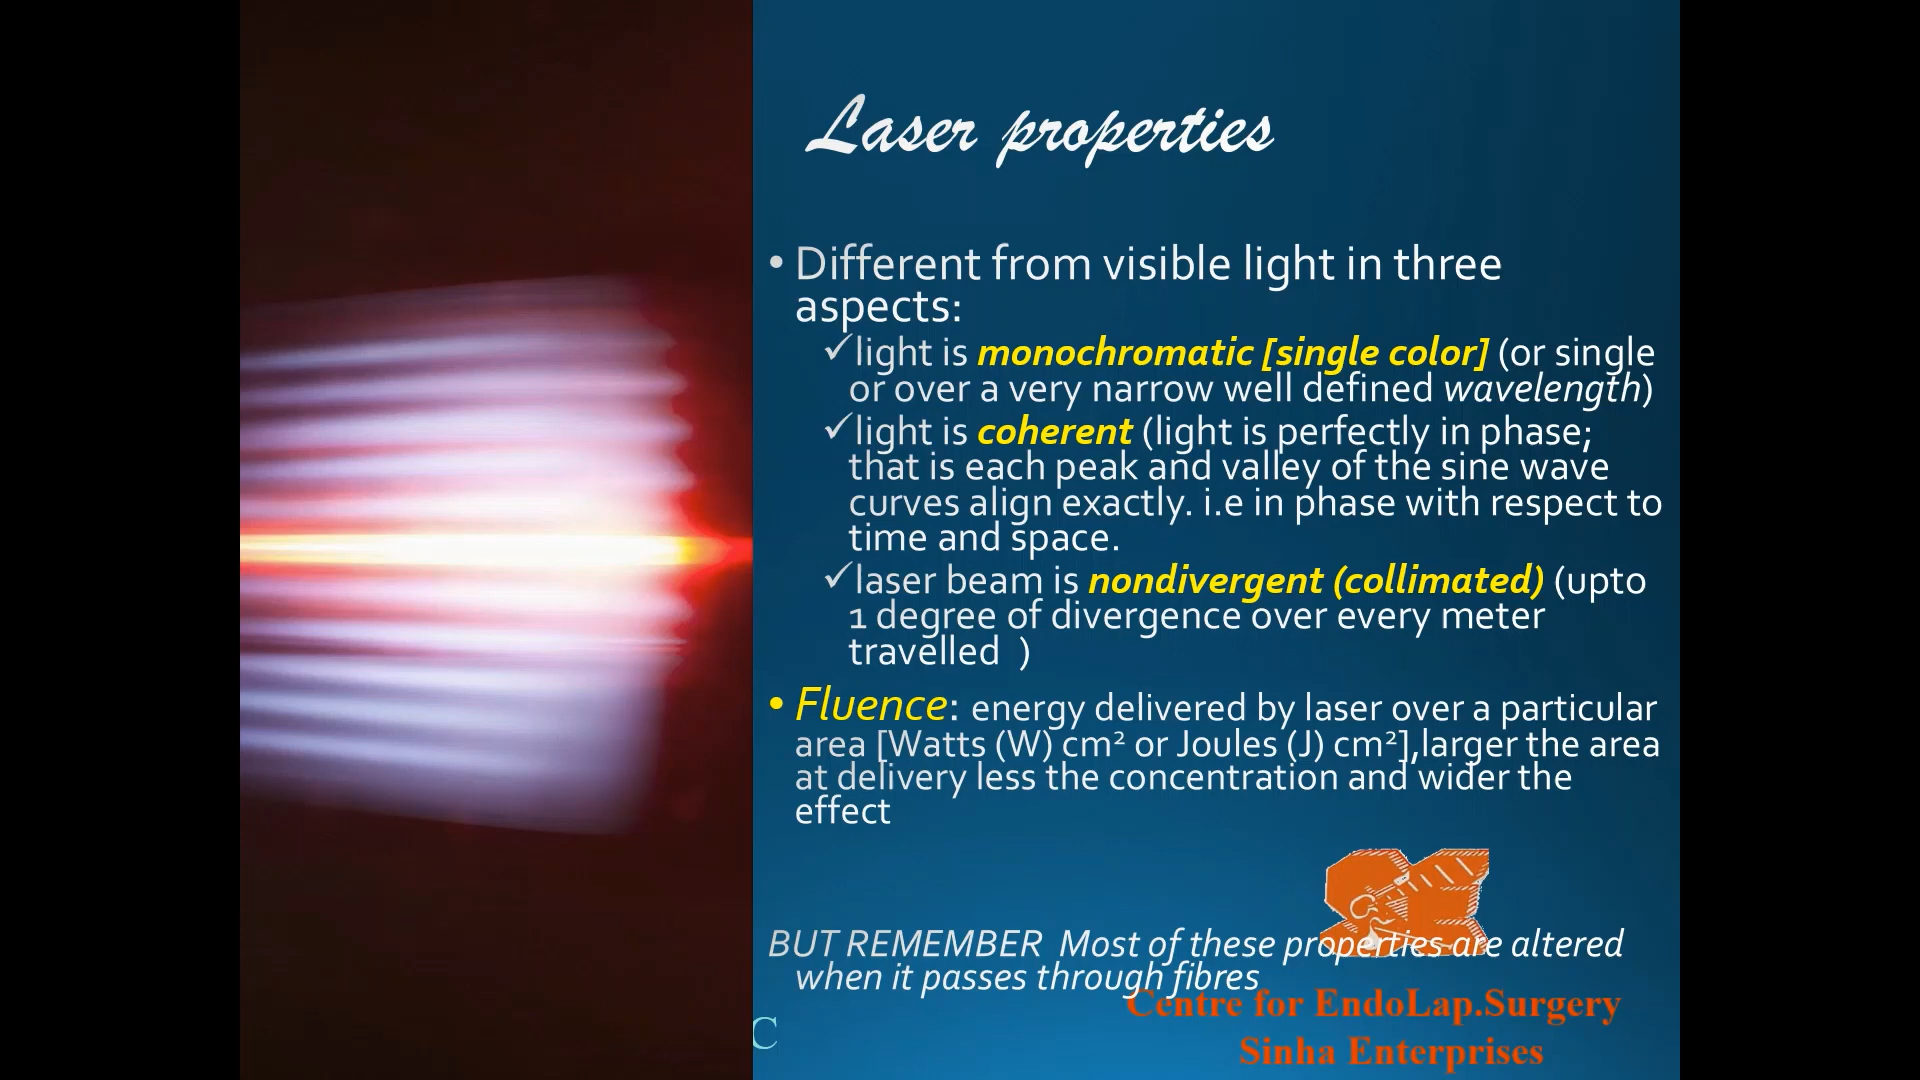 Laser properties
• Different from visible light in three
aspects:
✓light is monochromatic [single color] (or single
or over a very narrow well defined wavelength)
✓light is coherent (light is perfectly in phase;
that is each peak and valley of the sine wave
curves align exactly. i.e in phase with respect to
time and space.
✓laser beam is nondivergent (collimated) (upto
1 degree of divergence over every meter
travelled )
• Fluence: energy delivered by laser over a particular
area [Watts (W) cm² or Joules (J) cm²],larger the area
at delivery less the concentration and wider the
effect
BUT REMEMBER Most of these properties are altered
when it passes through fibres
Centre for EndoLap.Surgery
C
Sinha Enterprises